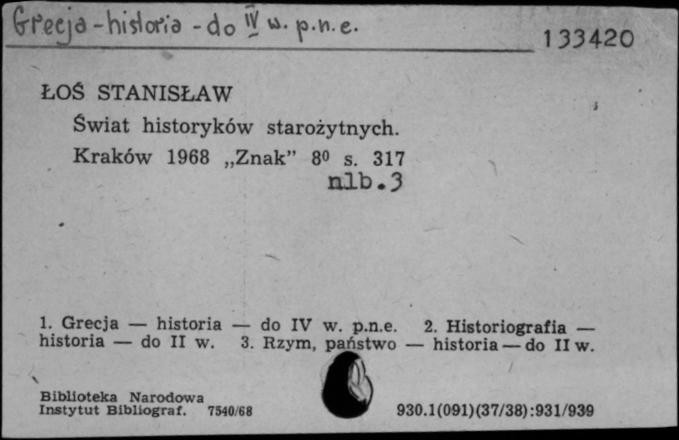 Grecja - historia - do IV w. p.n.e.
133420
ŁOŚ STANISŁAW
Świat historyków starożytnych.
Kraków 1968 „Znak” 8⁰ s. 317
nlb.3
1. Grecja — historia — do IV w. p.n.e. 2. Historiografia —
historia — do II w. 3. Rzym, państwo — historia — do II w.
Biblioteka Narodowa
Instytut Bibliograf. 7540/68
930.1(091)(37/38):931/939